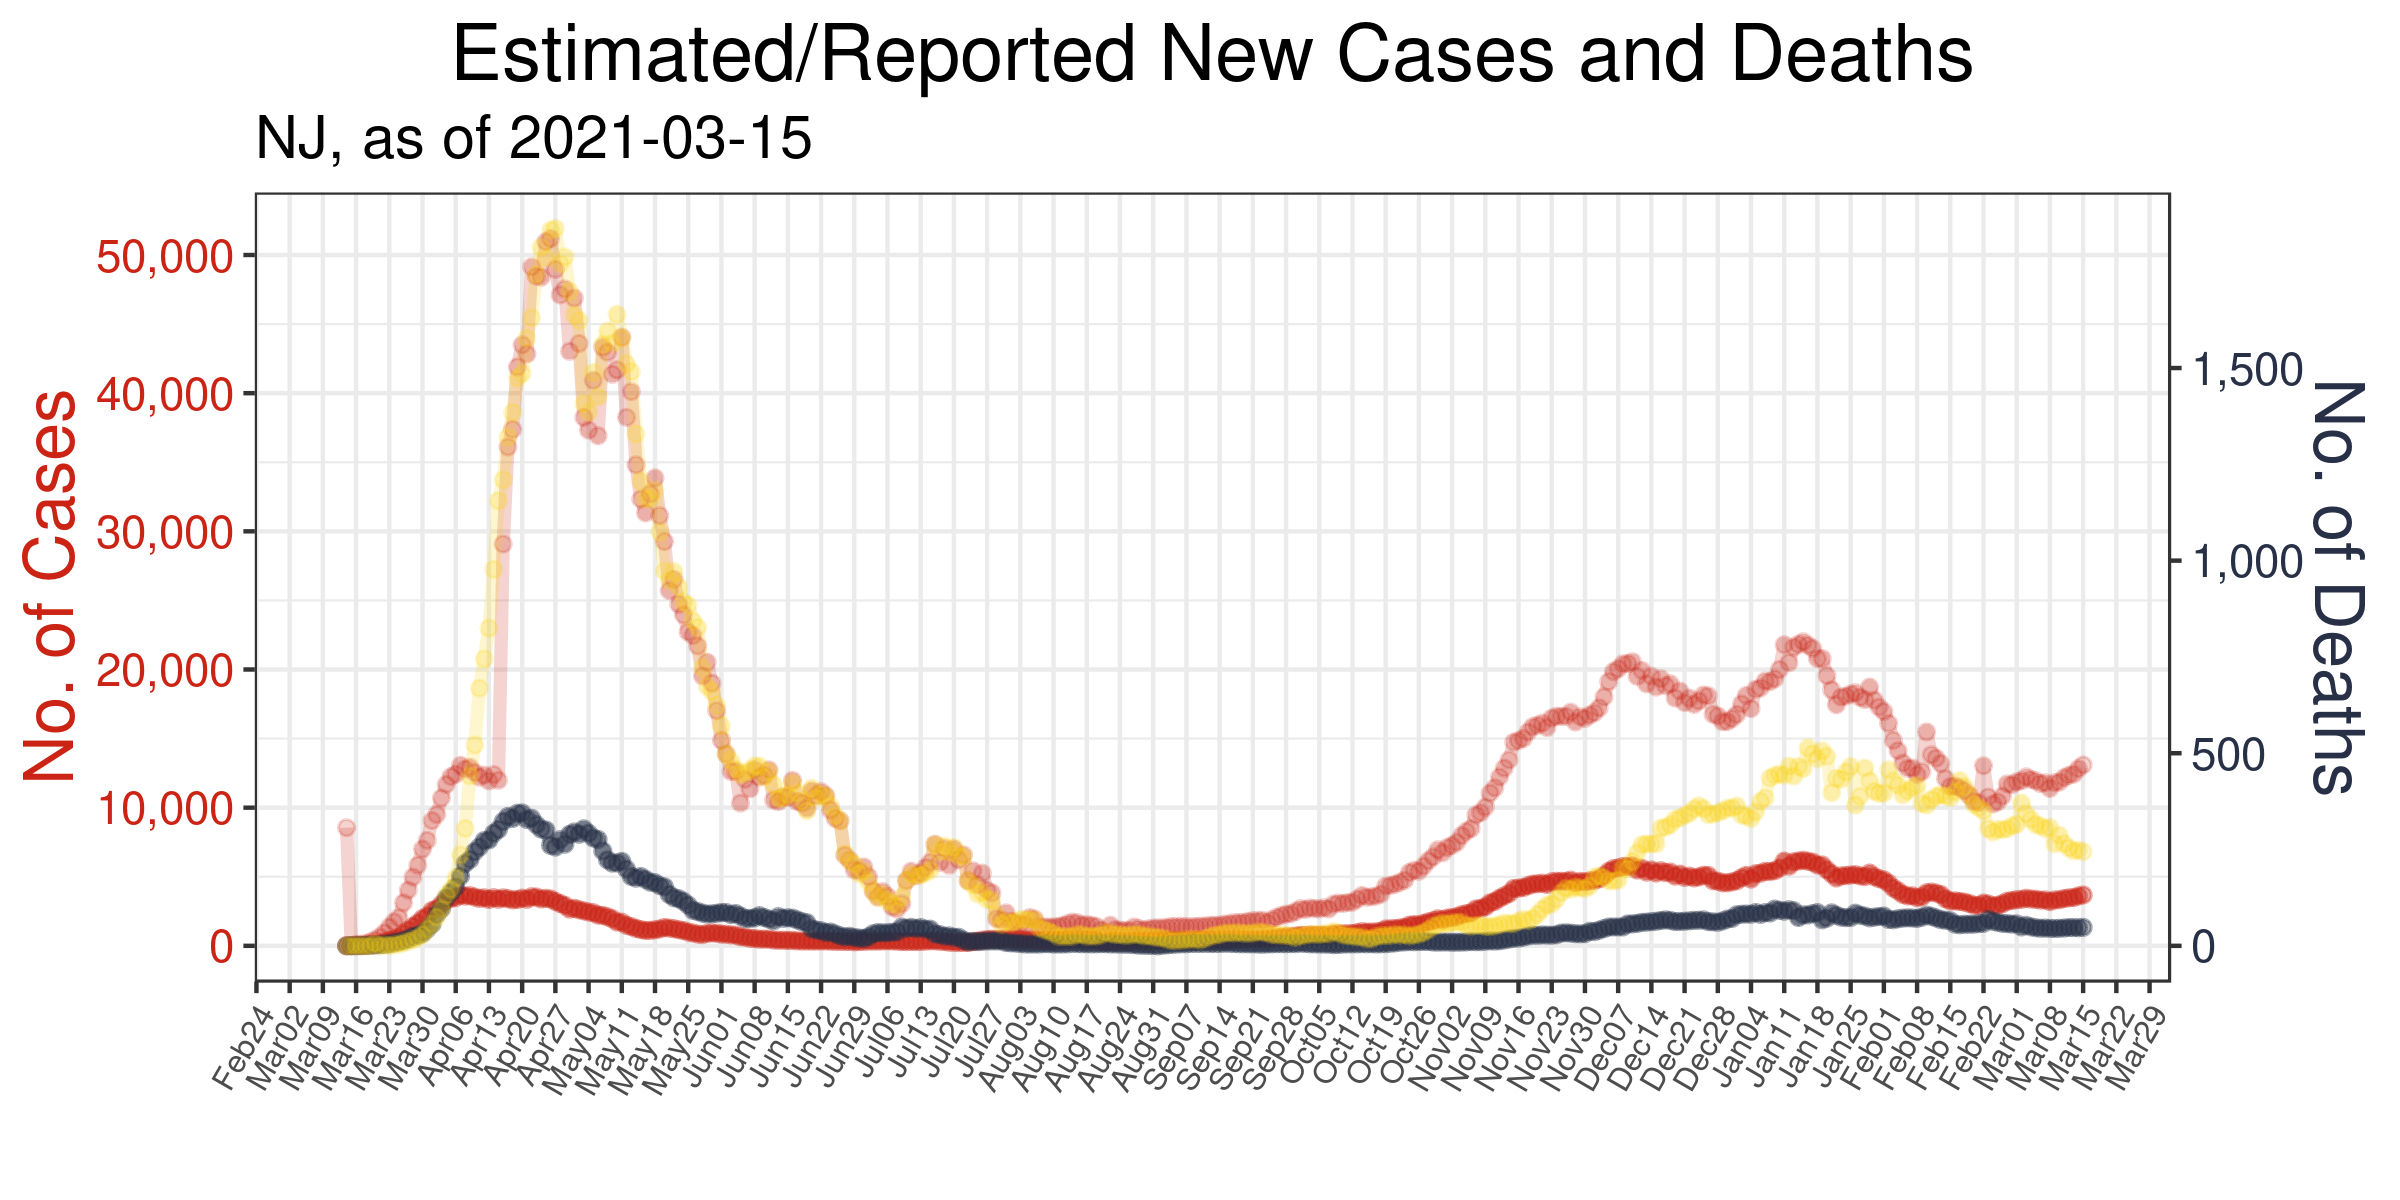 Estimated/Reported New Cases and Deaths
NJ, as of 2021-03-15
No. of Cases
50,000
40,000
30,000
20,000
10,000
0
1,500
1,000
500
0
No. of Deaths
Feb24
Mar02
Mar09
Mar16
Mar23
Mar30
Apr06
Apr13
Apr20
Apr27
May04
May11
May18
May25
Jun01
Jun08
Jun15
Jun22
Jun29
Jul06
Jul13
Jul20
Jul27
Aug03
Aug10
Aug17
Aug24
Aug31
Sep07
Sep14
Sep21
Sep28
Oct05
Oct12
Oct19
Oct26
Nov02
Nov09
Nov16
Nov23
Nov30
Dec07
Dec14
Dec21
Dec28
Jan04
Jan11
Jan18
Jan25
Feb01
Feb08
Feb15
Feb22
Mar01
Mar08
Mar15
Mar22
Mar29